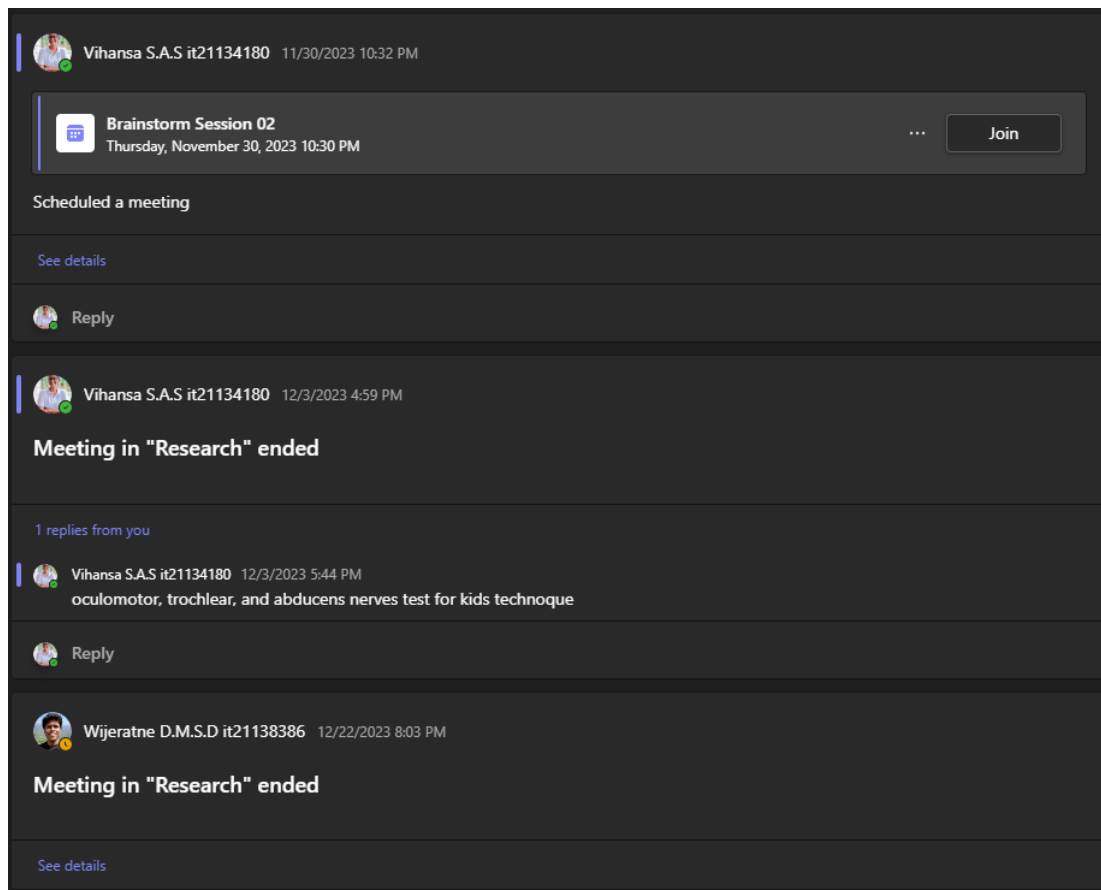 Vihansa S.A.S it21134180 11/30/2023 10:32 PM
Brainstorm Session 02
Thursday, November 30, 2023 10:30 PM
... Join
Scheduled a meeting
See details
Reply
Vihansa S.A.S it21134180 12/3/2023 4:59 PM
Meeting in "Research" ended
1 replies from you
Vihansa S.A.S it21134180 12/3/2023 5:44 PM
oculomotor, trochlear, and abducens nerves test for kids technoque
Reply
Wijeratne D.M.S.D it21138386 12/22/2023 8:03 PM
Meeting in "Research" ended
See details